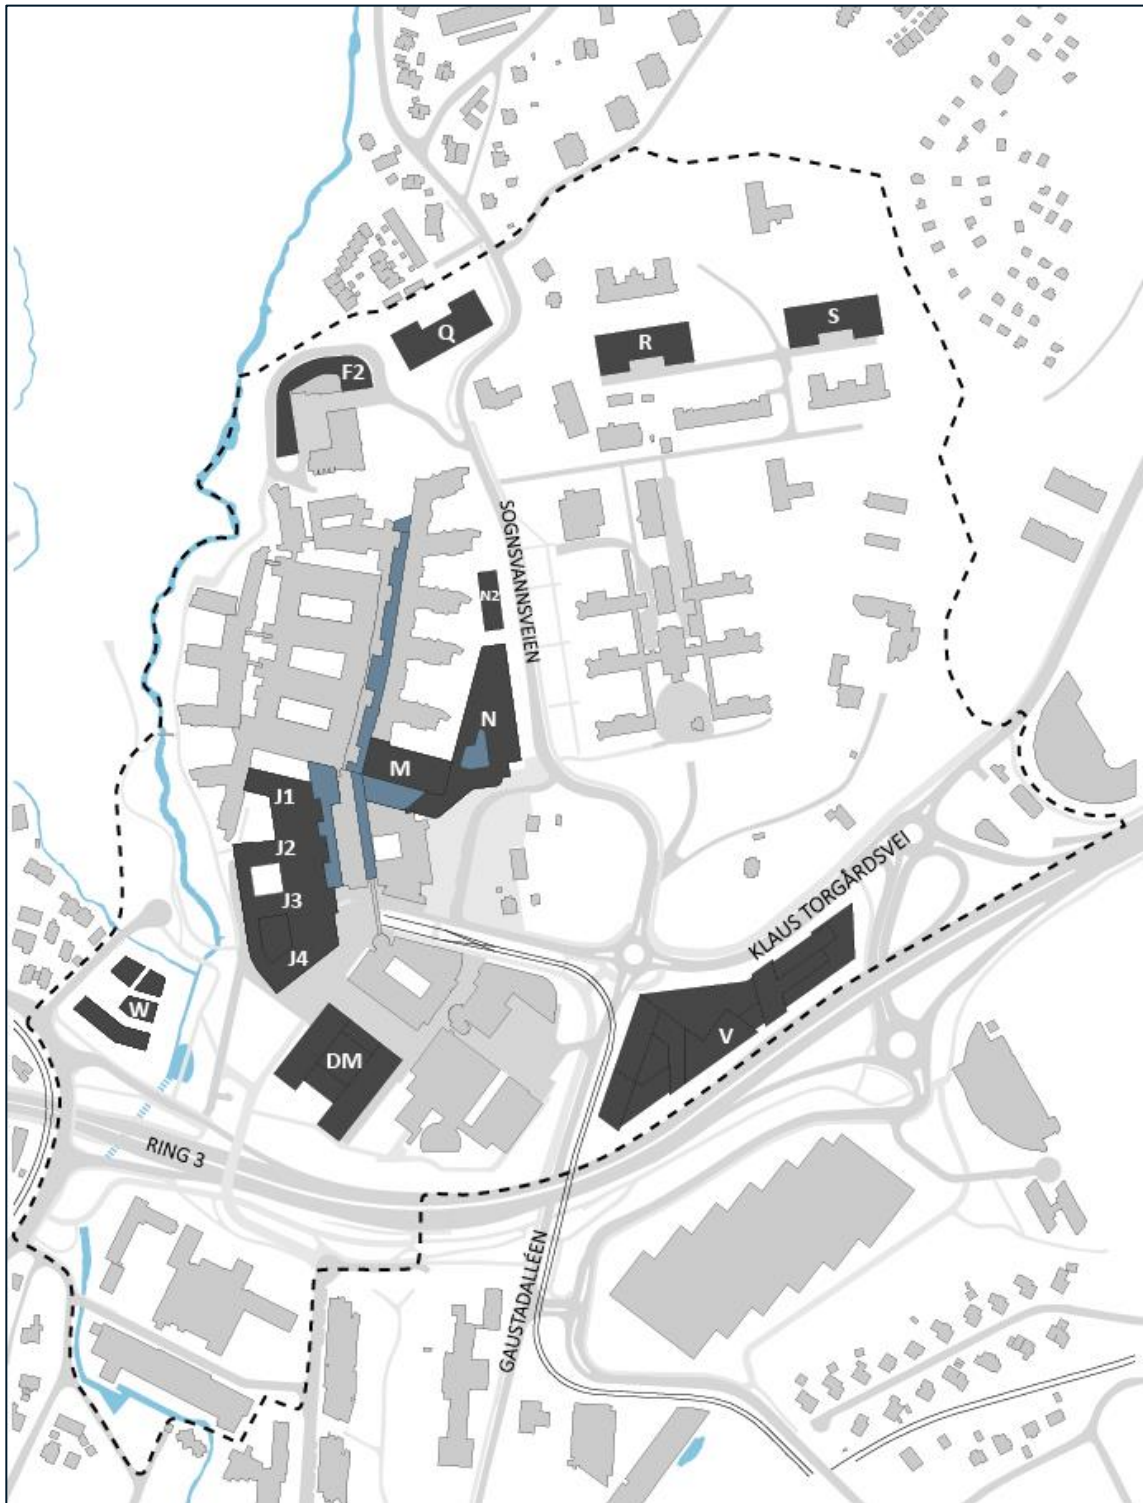 S
Q
R
F2
SOGNSVANNSVEIEN
N2
N
M
J1
J2
J3
J4
KLAUS TORGÅRDSVEI
W
V
DM
RING 3
GAUSTADALLÉEN